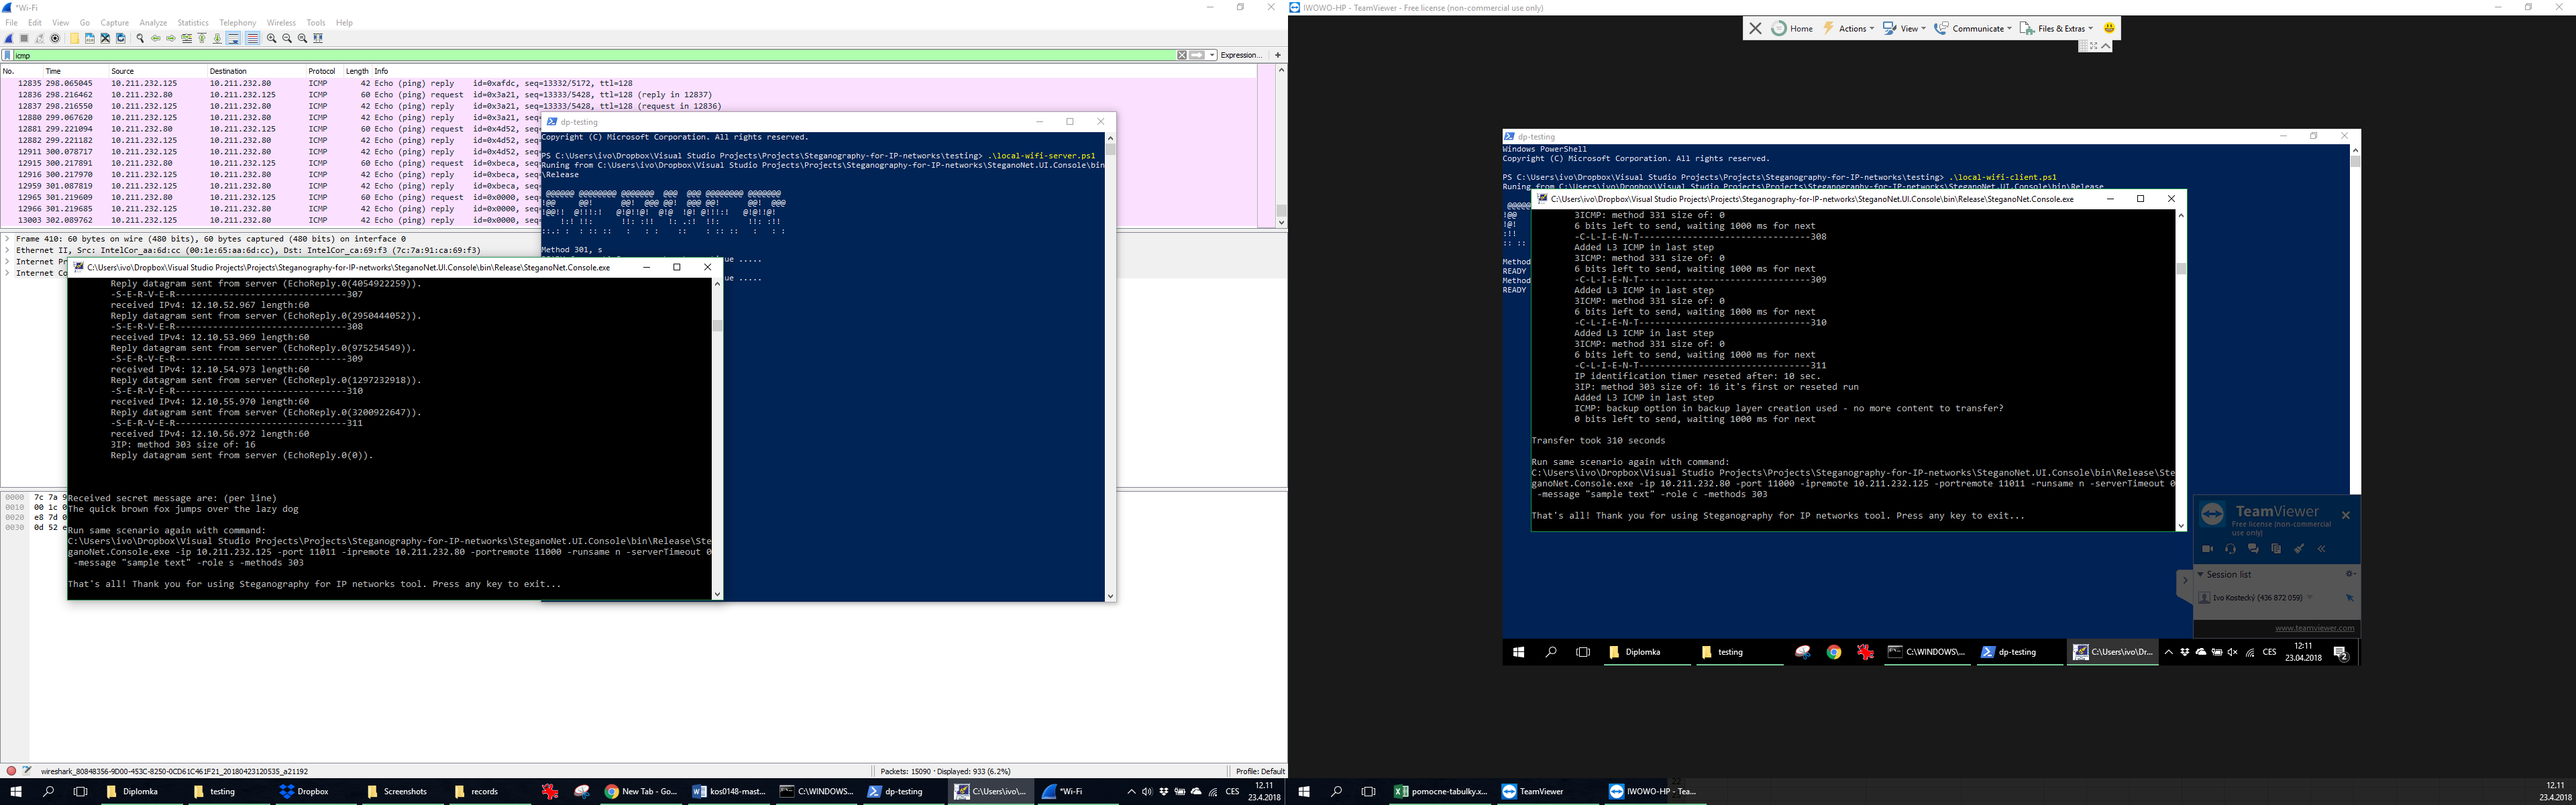 *Wi-Fi
File Edit View Go Capture Analyze Statistics Telephony Wireless Tools Help
icmp
Expression... +
No. Time Source Destination Protocol Length Info
12835 298.065045 10.211.232.125 10.211.232.80 ICMP 42 Echo (ping) reply id=0xafdc, seq=13332/5172, ttl=128
12836 298.216462 10.211.232.80 10.211.232.125 ICMP 60 Echo (ping) request id=0x3a21, seq=13333/5428, ttl=128 (reply in 12837)
12837 298.216550 10.211.232.125 10.211.232.80 ICMP 42 Echo (ping) reply id=0x3a21, seq=13333/5428, ttl=128 (request in 12836)
12880 299.067620 10.211.232.125 10.211.232.80 ICMP 42 Echo (ping) reply id=0x3a21,
12881 299.221094 10.211.232.80 10.211.232.125 ICMP 60 Echo (ping) request id=0x4d52,
12882 299.221182 10.211.232.125 10.211.232.80 ICMP 42 Echo (ping) reply id=0x4d52,
12911 300.078717 10.211.232.125 10.211.232.80 ICMP 42 Echo (ping) reply id=0x4d52,
12915 300.217891 10.211.232.80 10.211.232.125 ICMP 60 Echo (ping) request id=0xbeca,
12916 300.217970 10.211.232.125 10.211.232.80 ICMP 42 Echo (ping) reply id=0xbeca,
12959 301.087819 10.211.232.125 10.211.232.80 ICMP 42 Echo (ping) reply id=0xbeca,
12965 301.219609 10.211.232.80 10.211.232.125 ICMP 60 Echo (ping) request id=0x0000,
12966 301.219685 10.211.232.125 10.211.232.80 ICMP 42 Echo (ping) reply id=0x0000,
13003 302.089762 10.211.232.125 10.211.232.80 ICMP 42 Echo (ping) reply id=0x0000,
Frame 410: 60 bytes on wire (480 bits), 60 bytes captured (480 bits) on interface 0
Ethernet II, Src: IntelCor_aa:6d:cc (00:1e:65:aa:6d:cc), Dst: IntelCor_ca:69:f3 (7c:7a:91:ca:69:f3)
Internet Pr
Internet Co
0000 7c 7a 9
0010 00 1c 0
0020 e8 7d 0
0030 0d 52 e
dp-testing
Copyright (C) Microsoft Corporation. All rights reserved.
PS C:\Users\ivo\Dropbox\Visual Studio Projects\Projects\Steganography-for-IP-networks\testing> .\local-wifi-server.ps1
Runing from C:\Users\ivo\Dropbox\Visual Studio Projects\Projects\Steganography-for-IP-networks\SteganoNet.UI.Console\bin
\Release
Method 301, s
ue .....
ue .....
C:\Users\ivo\Dropbox\Visual Studio Projects\Projects\Steganography-for-IP-networks\SteganoNet.UI.Console\bin\Release\SteganoNet.Console.exe
Reply datagram sent from server (EchoReply.0(4054922259)).
-S-E-R-V-E-R--------------------------------307
received IPv4: 12.10.52.967 length:60
Reply datagram sent from server (EchoReply.0(2950444052)).
-S-E-R-V-E-R--------------------------------308
received IPv4: 12.10.53.969 length:60
Reply datagram sent from server (EchoReply.0(975254549)).
-S-E-R-V-E-R--------------------------------309
received IPv4: 12.10.54.973 length:60
Reply datagram sent from server (EchoReply.0(1297232918)).
-S-E-R-V-E-R--------------------------------310
received IPv4: 12.10.55.970 length:60
Reply datagram sent from server (EchoReply.0(3200922647)).
-S-E-R-V-E-R--------------------------------311
received IPv4: 12.10.56.972 length:60
3IP: method 303 size of: 16
Reply datagram sent from server (EchoReply.0(0)).
Received secret message are: (per line)
The quick brown fox jumps over the lazy dog
Run same scenario again with command:
C:\Users\ivo\Dropbox\Visual Studio Projects\Projects\Steganography-for-IP-networks\SteganoNet.UI.Console\bin\Release\Ste
ganoNet.Console.exe -ip 10.211.232.125 -port 11011 -ipremote 10.211.232.80 -portremote 11000 -runsame n -serverTimeout 0
-message "sample text" -role s -methods 303
That's all! Thank you for using Steganography for IP networks tool. Press any key to exit...
wireshark_80848356-9D00-453C-8250-0CD61C461F21_20180423120535_a21192
Packets: 15090 · Displayed: 933 (6.2%)
Profile: Default
Diplomka testing Dropbox Screenshots records New Tab - Go... kos0148-mast... C:\WINDOWS... dp-testing C:\Users\ivo\... *Wi-Fi CES 12.11
23.4.2018
IWOWO-HP - TeamViewer - Free license (non-commercial use only)
Home Actions View Communicate Files & Extras
dp-testing
Windows PowerShell
Copyright (C) Microsoft Corporation. All rights reserved.
PS C:\Users\ivo\Dropbox\Visual Studio Projects\Projects\Steganography-for-IP-networks\testing> .\local-wifi-client.ps1
Runing from C:\Users\ivo\Dropbox\Visual Studio Projects\Projects\Steganography-for-IP-networks\SteganoNet.UI.Console\bin\Release
Method
READY
Method
READY
C:\Users\ivo\Dropbox\Visual Studio Projects\Projects\Steganography-for-IP-networks\SteganoNet.UI.Console\bin\Release\SteganoNet.Console.exe
3ICMP: method 331 size of: 0
6 bits left to send, waiting 1000 ms for next
-C-L-I-E-N-T--------------------------------308
Added L3 ICMP in last step
3ICMP: method 331 size of: 0
6 bits left to send, waiting 1000 ms for next
-C-L-I-E-N-T--------------------------------309
Added L3 ICMP in last step
3ICMP: method 331 size of: 0
6 bits left to send, waiting 1000 ms for next
-C-L-I-E-N-T--------------------------------310
Added L3 ICMP in last step
3ICMP: method 331 size of: 0
6 bits left to send, waiting 1000 ms for next
-C-L-I-E-N-T--------------------------------311
IP identification timer reseted after: 10 sec.
3IP: method 303 size of: 16 it's first or reseted run
Added L3 ICMP in last step
ICMP: backup option in backup layer creation used - no more content to transfer?
0 bits left to send, waiting 1000 ms for next
Transfer took 310 seconds
Run same scenario again with command:
C:\Users\ivo\Dropbox\Visual Studio Projects\Projects\Steganography-for-IP-networks\SteganoNet.UI.Console\bin\Release\Ste
ganoNet.Console.exe -ip 10.211.232.80 -port 11000 -ipremote 10.211.232.125 -portremote 11011 -runsame n -serverTimeout 0
-message "sample text" -role c -methods 303
That's all! Thank you for using Steganography for IP networks tool. Press any key to exit...
TeamViewer
Free license (non-commercial
use only)
Session list
Ivo Kostecký (436 872 059)
www.teamviewer.com
Diplomka testing C:\WINDOWS\... dp-testing C:\Users\ivo\Dr... CES 12:11
23.04.2018
2
pomocne-tabulky.x... TeamViewer IWOWO-HP - Tea... 12.11
23.4.2018